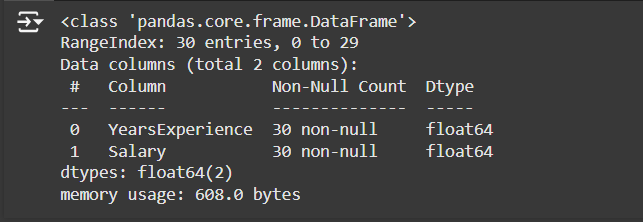 <class 'pandas.core.frame.DataFrame'>
RangeIndex: 30 entries, 0 to 29
Data columns (total 2 columns):
 #   Column           Non-Null Count  Dtype
---  ------           --------------  -----
 0   YearsExperience  30 non-null     float64
 1   Salary           30 non-null     float64
dtypes: float64(2)
memory usage: 608.0 bytes